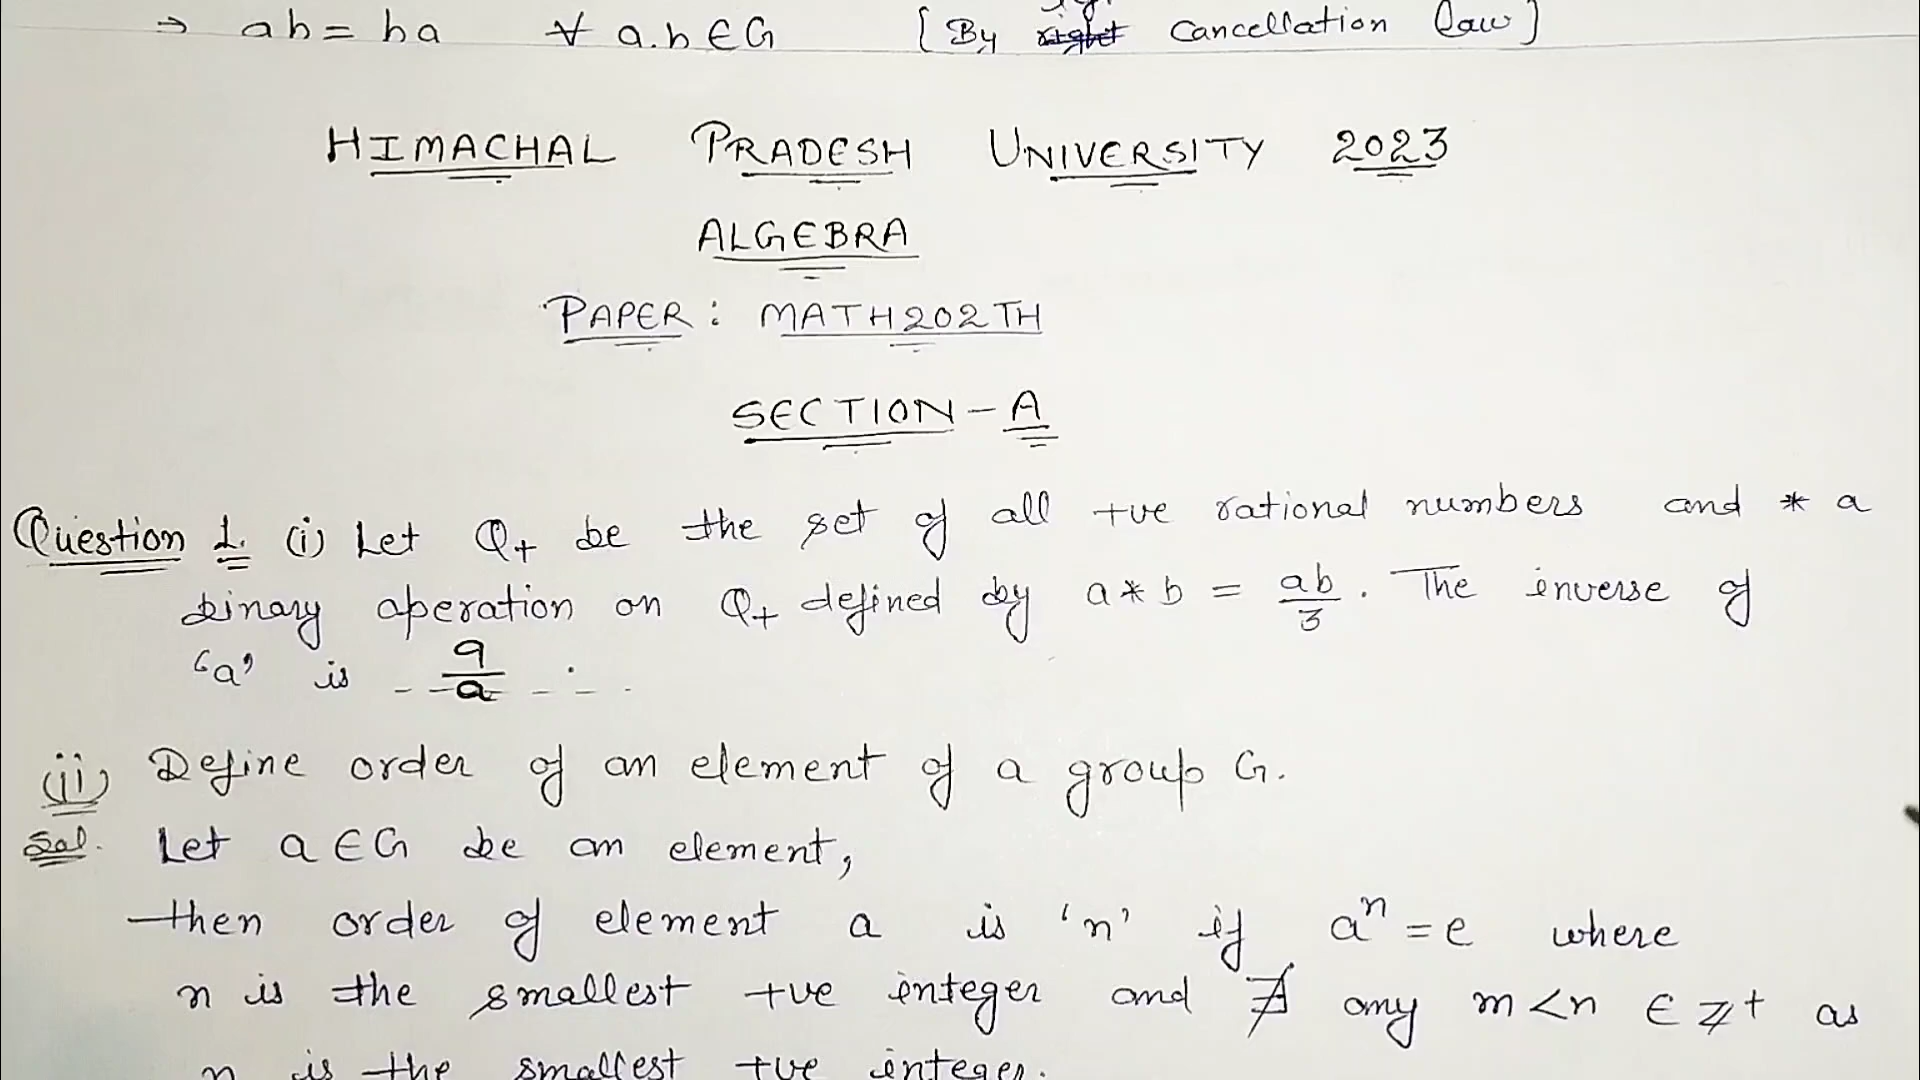 ⇒ ab = ba ∀ a.b ∈ G [By right Cancellation law]
HIMACHAL PRADESH UNIVERSITY 2023
ALGEBRA
PAPER: MATH202TH
SECTION - A
Question 1. (i) Let Q+ be the set of all +ve rational numbers and * a
binary operation on Q+ defined by a * b = ab/3. The inverse of
'a' is 9/a
(ii) Define order of an element of a group G.
Sol. Let a ∈ G be an element,
then order of element a is 'n' if a^n = e where
n is the smallest +ve integer and ∄ any m < n ∈ Z+ as
n is the smallest +ve integer.